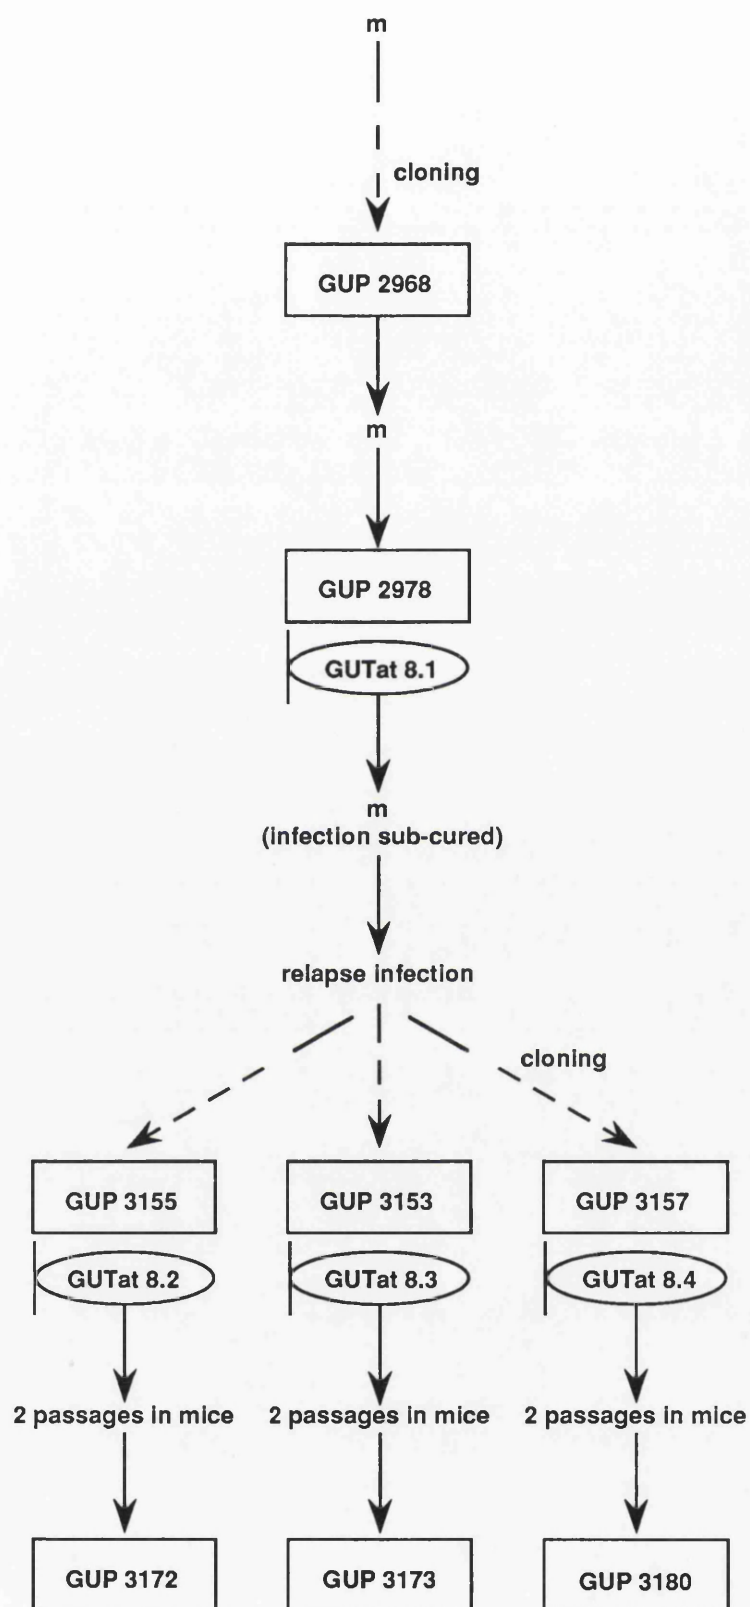 m
cloning
GUP 2968
m
GUP 2978
GUTat 8.1
m
(infection sub-cured)
relapse infection
cloning
GUP 3155
GUP 3153
GUP 3157
GUTat 8.2
GUTat 8.3
GUTat 8.4
2 passages in mice
2 passages in mice
2 passages in mice
GUP 3172
GUP 3173
GUP 3180